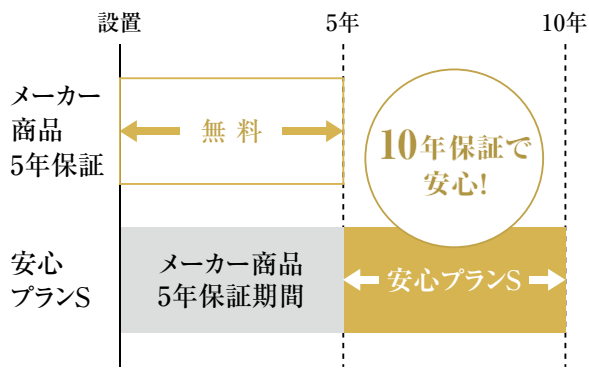 設置
5年
10年
メーカー
商品
5年保証
無料
10年保証で
安心!
安心
プランS
メーカー商品
5年保証期間
安心プランS